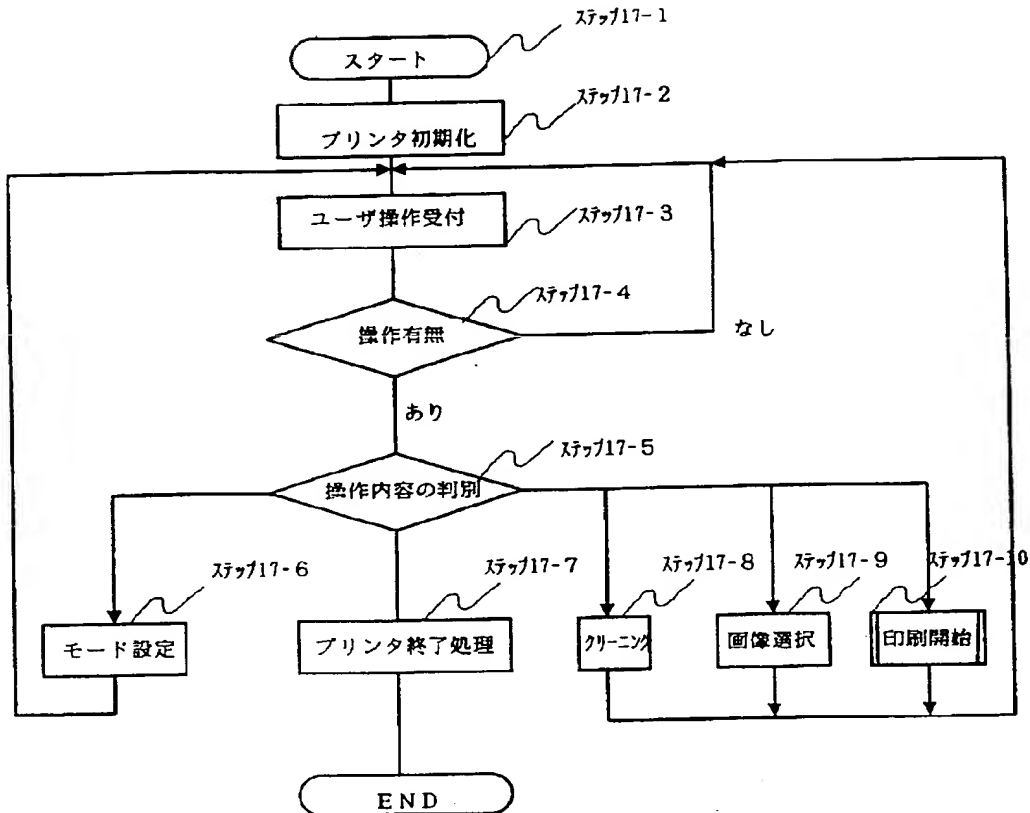 ステップ17-1
スタート
ステップ17-2
プリンタ初期化
ユーザ操作受付
ステップ17-3
ステップ17-4
操作有無
なし
あり
ステップ17-5
操作内容の判別
ステップ17-6
ステップ17-7
ステップ17-8
ステップ17-9
ステップ17-10
モード設定
プリンタ終了処理
クリーニング
画像選択
印刷開始
END